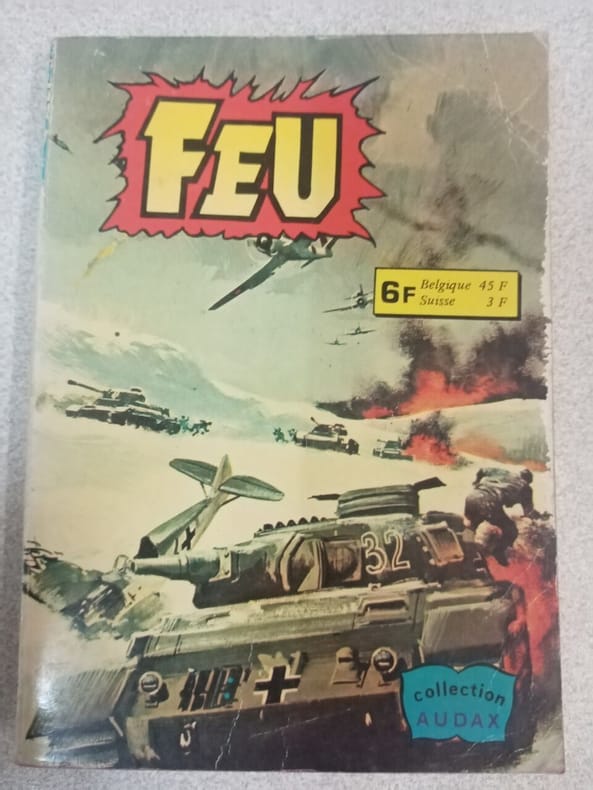 FEU
6F Belgique 45 F
Suisse 3 F
32
collection
AUDAX